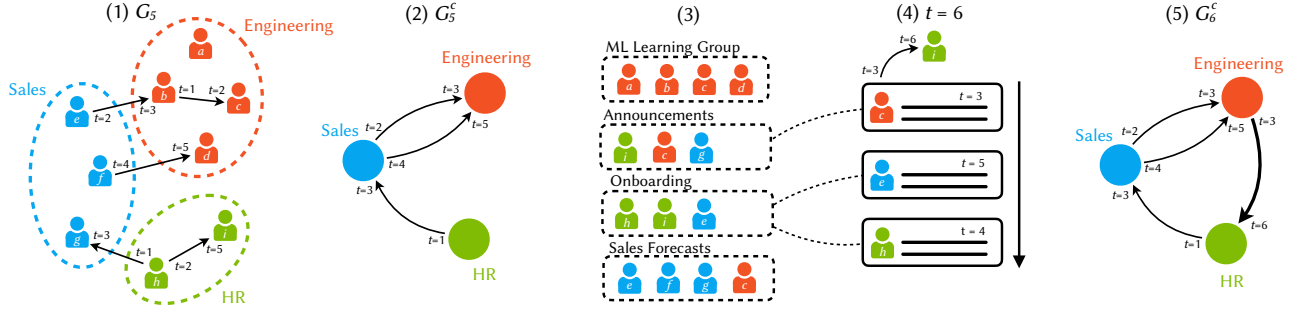 (1) G₅
Engineering
a
Sales
b
t=1
t=2
c
e
t=2
t=3
t=5
d
t=4
f
g
t=3
t=1
i
t=5
t=2
h
HR
(2) G₅ᶜ
Engineering
t=3
t=5
Sales
t=2
t=4
t=3
t=1
HR
(3)
ML Learning Group
a b c d
Announcements
i c g
Onboarding
h i e
Sales Forecasts
e f g c
(4) t = 6
t=6
i
t=3
t = 3
c
t = 5
e
t = 4
h
(5) G₆ᶜ
Engineering
t=3
t=5
t=3
Sales
t=2
t=4
t=3
t=1
t=6
HR